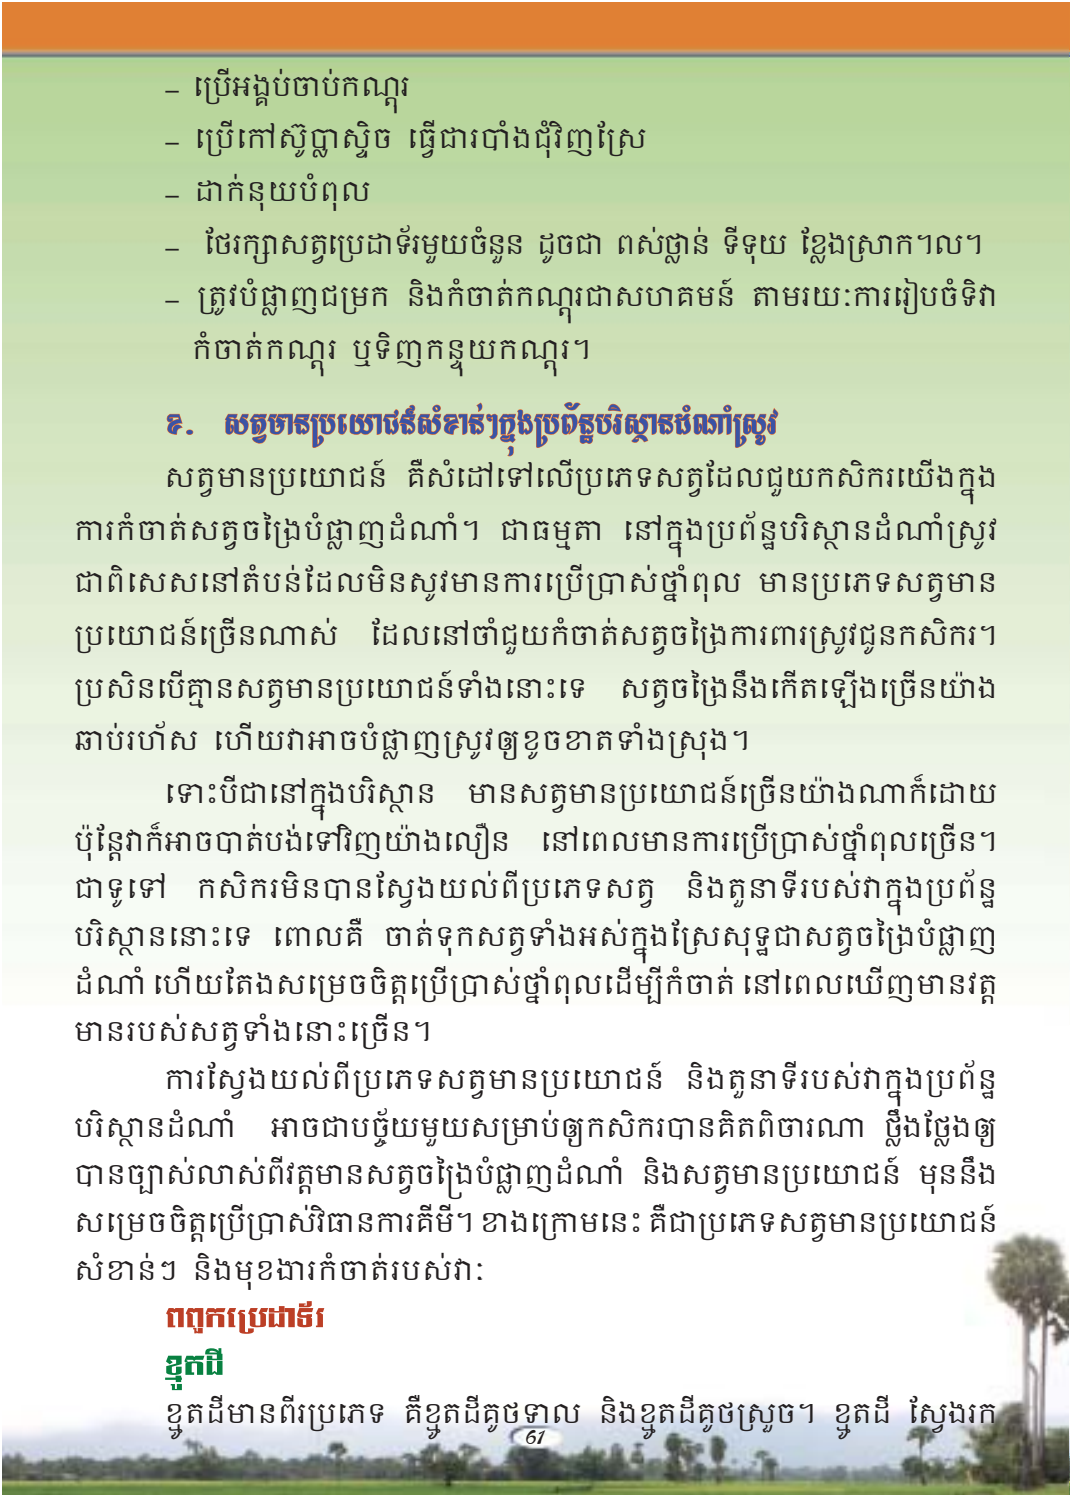 – ប្រើអង្គប់ចាប់កណ្ដុរ
– ប្រើកៅស៊ូប្លាស្ទិច ធ្វើជារបាំងជុំវិញស្រែ
– ដាក់នុយបំពុល
– ថែរក្សាសត្វប្រេដាទ័រមួយចំនួន ដូចជា ពស់ថ្លាន់ ទីទុយ ខ្លែងស្រាក។ល។
– ត្រូវបំផ្លាញជម្រក និងកំចាត់កណ្ដុរជាសហគមន៍ តាមរយៈការរៀបចំទិវា
កំចាត់កណ្ដុរ ឬទិញកន្ទុយកណ្ដុរ។
១. សត្វមានប្រយោជន៍សំខាន់ៗក្នុងប្រព័ន្ធបរិស្ថានដំណាំស្រូវ
សត្វមានប្រយោជន៍ គឺសំដៅទៅលើប្រភេទសត្វដែលជួយកសិករយើងក្នុង
ការកំចាត់សត្វចង្រៃបំផ្លាញដំណាំ។ ជាធម្មតា នៅក្នុងប្រព័ន្ធបរិស្ថានដំណាំស្រូវ
ជាពិសេសនៅតំបន់ដែលមិនសូវមានការប្រើប្រាស់ថ្នាំពុល មានប្រភេទសត្វមាន
ប្រយោជន៍ច្រើនណាស់ ដែលនៅចាំជួយកំចាត់សត្វចង្រៃការពារស្រូវជូនកសិករ។
ប្រសិនបើគ្មានសត្វមានប្រយោជន៍ទាំងនោះទេ សត្វចង្រៃនឹងកើតឡើងច្រើនយ៉ាង
ឆាប់រហ័ស ហើយវាអាចបំផ្លាញស្រូវឲ្យខូចខាតទាំងស្រុង។
ទោះបីជានៅក្នុងបរិស្ថាន មានសត្វមានប្រយោជន៍ច្រើនយ៉ាងណាក៏ដោយ
ប៉ុន្តែវាក៏អាចបាត់បង់ទៅវិញយ៉ាងលឿន នៅពេលមានការប្រើប្រាស់ថ្នាំពុលច្រើន។
ជាទូទៅ កសិករមិនបានស្វែងយល់ពីប្រភេទសត្វ និងតួនាទីរបស់វាក្នុងប្រព័ន្ធ
បរិស្ថាននោះទេ ពោលគឺ ចាត់ទុកសត្វទាំងអស់ក្នុងស្រែសុទ្ធជាសត្វចង្រៃបំផ្លាញ
ដំណាំ ហើយតែងសម្រេចចិត្តប្រើប្រាស់ថ្នាំពុលដើម្បីកំចាត់ នៅពេលឃើញមានវត្ត
មានរបស់សត្វទាំងនោះច្រើន។
ការស្វែងយល់ពីប្រភេទសត្វមានប្រយោជន៍ និងតួនាទីរបស់វាក្នុងប្រព័ន្ធ
បរិស្ថានដំណាំ អាចជាបច្ច័យមួយសម្រាប់ឲ្យកសិករបានគិតពិចារណា ថ្លឹងថ្លែងឲ្យ
បានច្បាស់លាស់ពីវត្តមានសត្វចង្រៃបំផ្លាញដំណាំ និងសត្វមានប្រយោជន៍ មុននឹង
សម្រេចចិត្តប្រើប្រាស់វិធានការគីមី។ ខាងក្រោមនេះ គឺជាប្រភេទសត្វមានប្រយោជន៍
សំខាន់ៗ និងមុខងារកំចាត់របស់វាៈ
ពពួកប្រេដាទ័រ
ខ្មូតដី
ខ្មូតដីមានពីរប្រភេទ គឺខ្មូតដីគូថទាល និងខ្មូតដីគូថស្រួច។ ខ្មូតដី ស្វែងរក
61